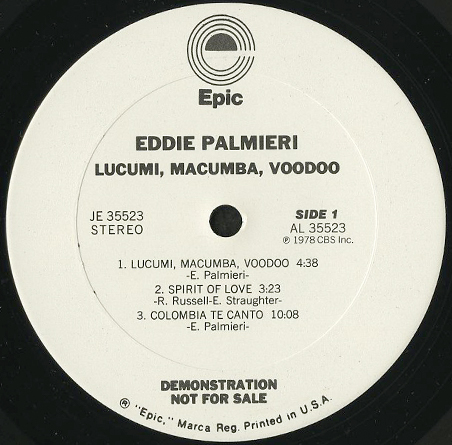 Epic
EDDIE PALMIERI
LUCUMI, MACUMBA, VOODOO
JE 35523
STEREO
SIDE 1
AL 35523
℗ 1978 CBS Inc.
1. LUCUMI, MACUMBA, VOODOO 4:38
-E. Palmieri-
2. SPIRIT OF LOVE 3:23
-R. Russell-E. Straughter-
3. COLOMBIA TE CANTO 10:08
-E. Palmieri-
DEMONSTRATION
NOT FOR SALE
® "Epic," Marca Reg. Printed in U.S.A.